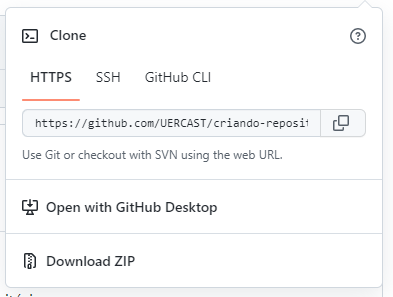 Clone
HTTPS SSH GitHub CLI
https://github.com/UERCAST/criando-reposit
Use Git or checkout with SVN using the web URL.
Open with GitHub Desktop
Download ZIP